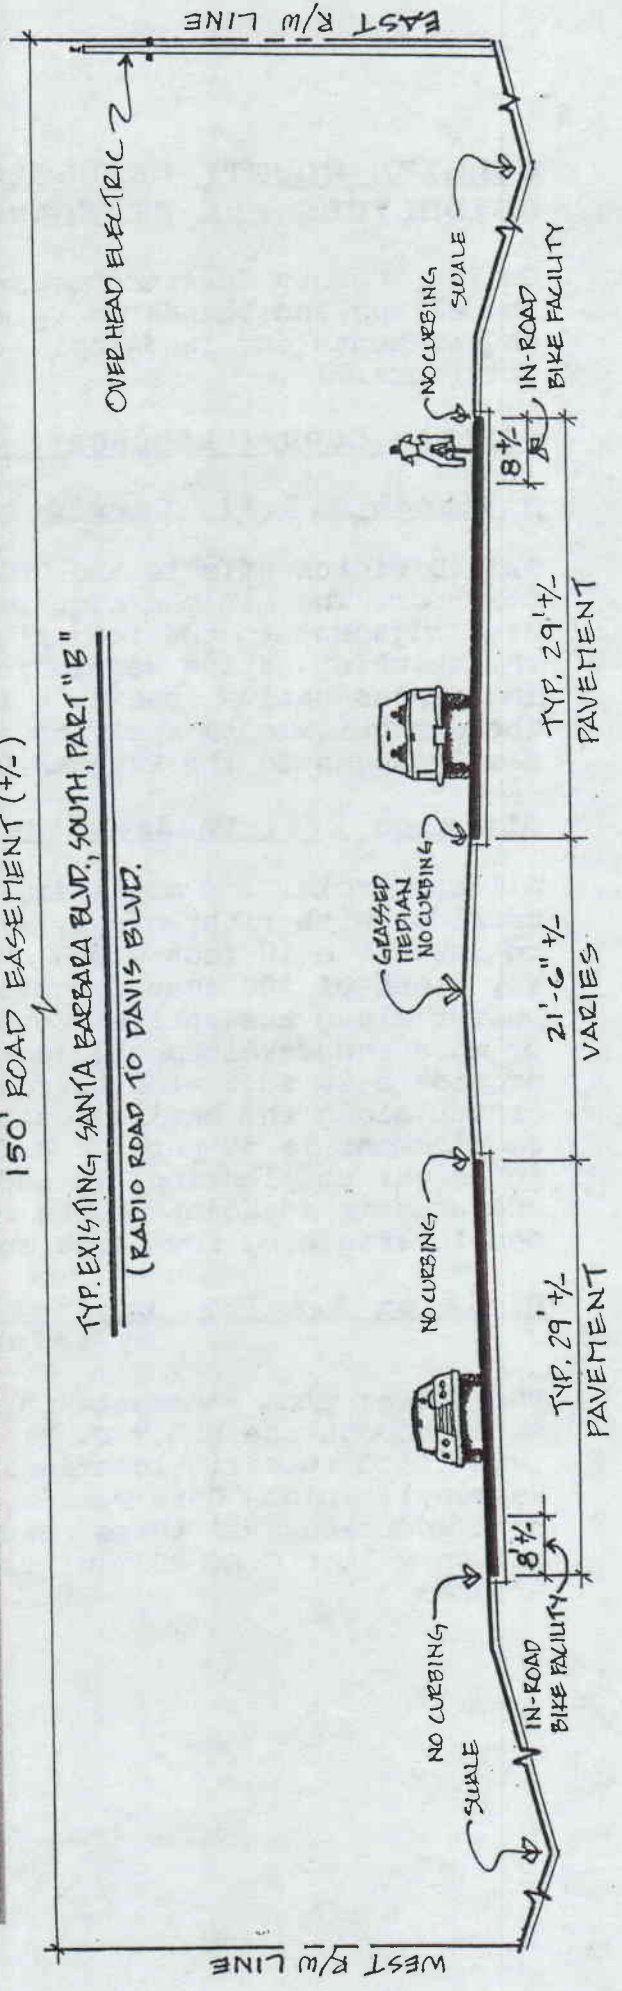 150' ROAD EASEMENT (+/-)
TYP. EXISTING SANTA BARBARA BLVD., SOUTH, PART "B"
(RADIO ROAD TO DAVIS BLVD.
WEST R/W LINE
EAST R/W LINE
OVERHEAD ELECTRIC
NO CURBING
SWALE
IN-ROAD
BIKE FACILITY
8'+/-
TYP. 29' +/-
PAVEMENT
NO CURBING
GRASSED
MEDIAN
NO CURBING
21'-6" +/-
VARIES
TYP. 29' +/-
PAVEMENT
8'+/-
NO CURBING
SWALE
IN-ROAD
BIKE FACILITY